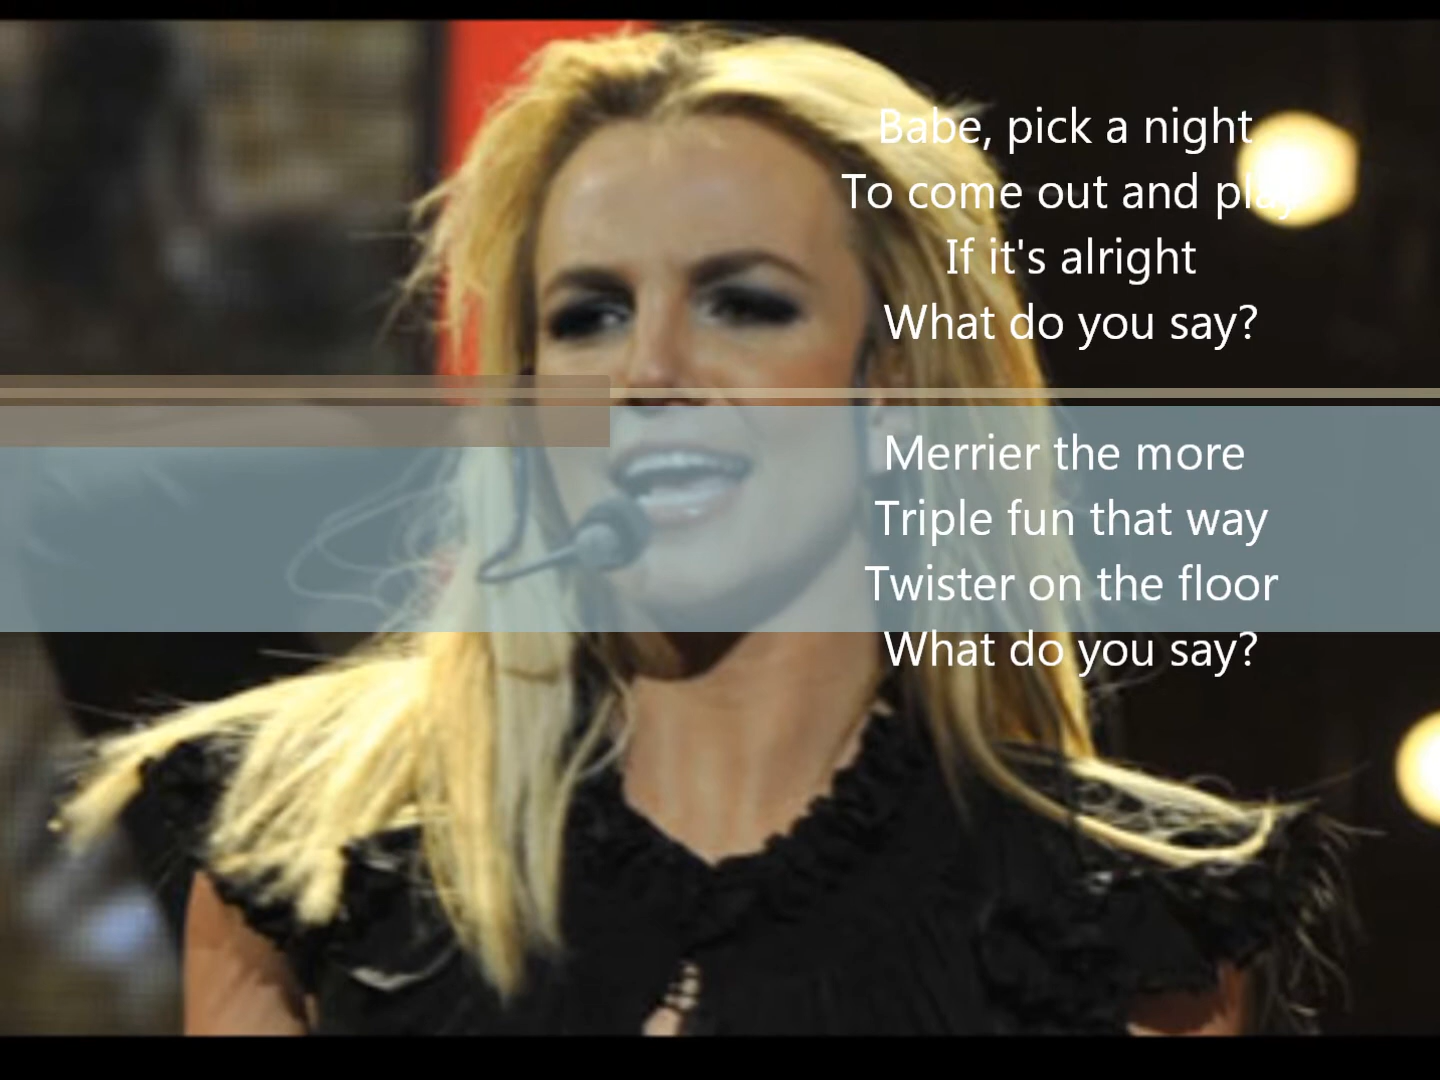 Babe, pick a night
To come out and play
If it's alright
What do you say?
Merrier the more
Triple fun that way
Twister on the floor
What do you say?